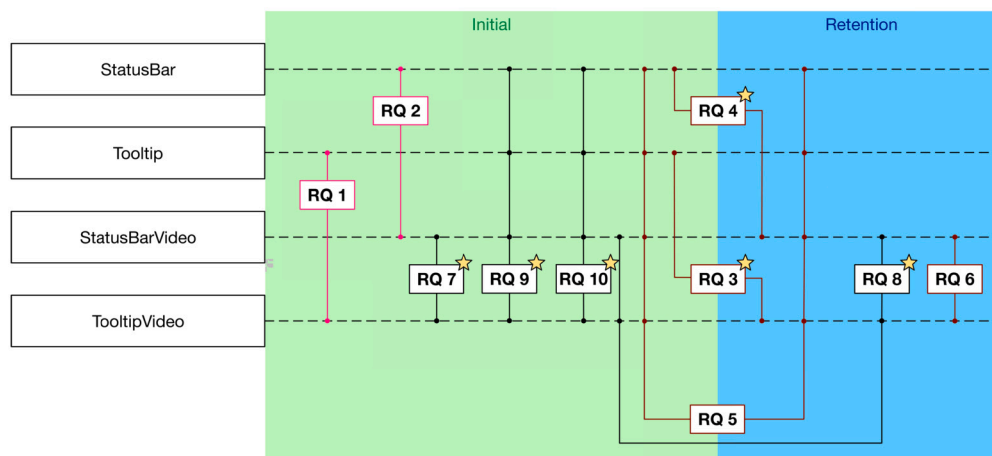 Initial
Retention
StatusBar
RQ 4
RQ 2
Tooltip
RQ 1
StatusBarVideo
RQ 7
RQ 9
RQ 10
RQ 3
RQ 8
RQ 6
TooltipVideo
RQ 5